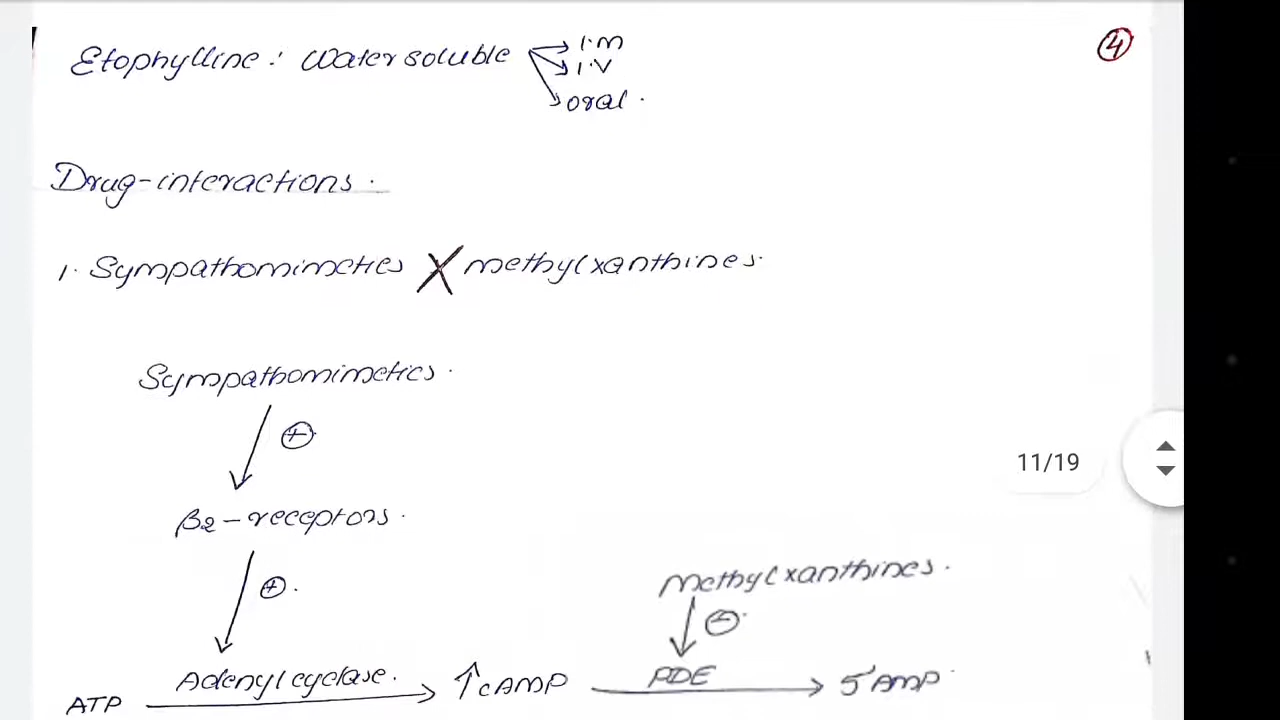 Etophylline: Water soluble I.M
I.V
oral.
④
Drug-interactions.
1. Sympathomimetics X methylxanthines.
Sympathomimetics.
⊕
β2-receptors.
⊕.
methylxanthines.
⊖.
ATP Adenylcyclase. ↑cAMP PDE 5'AMP.
11/19